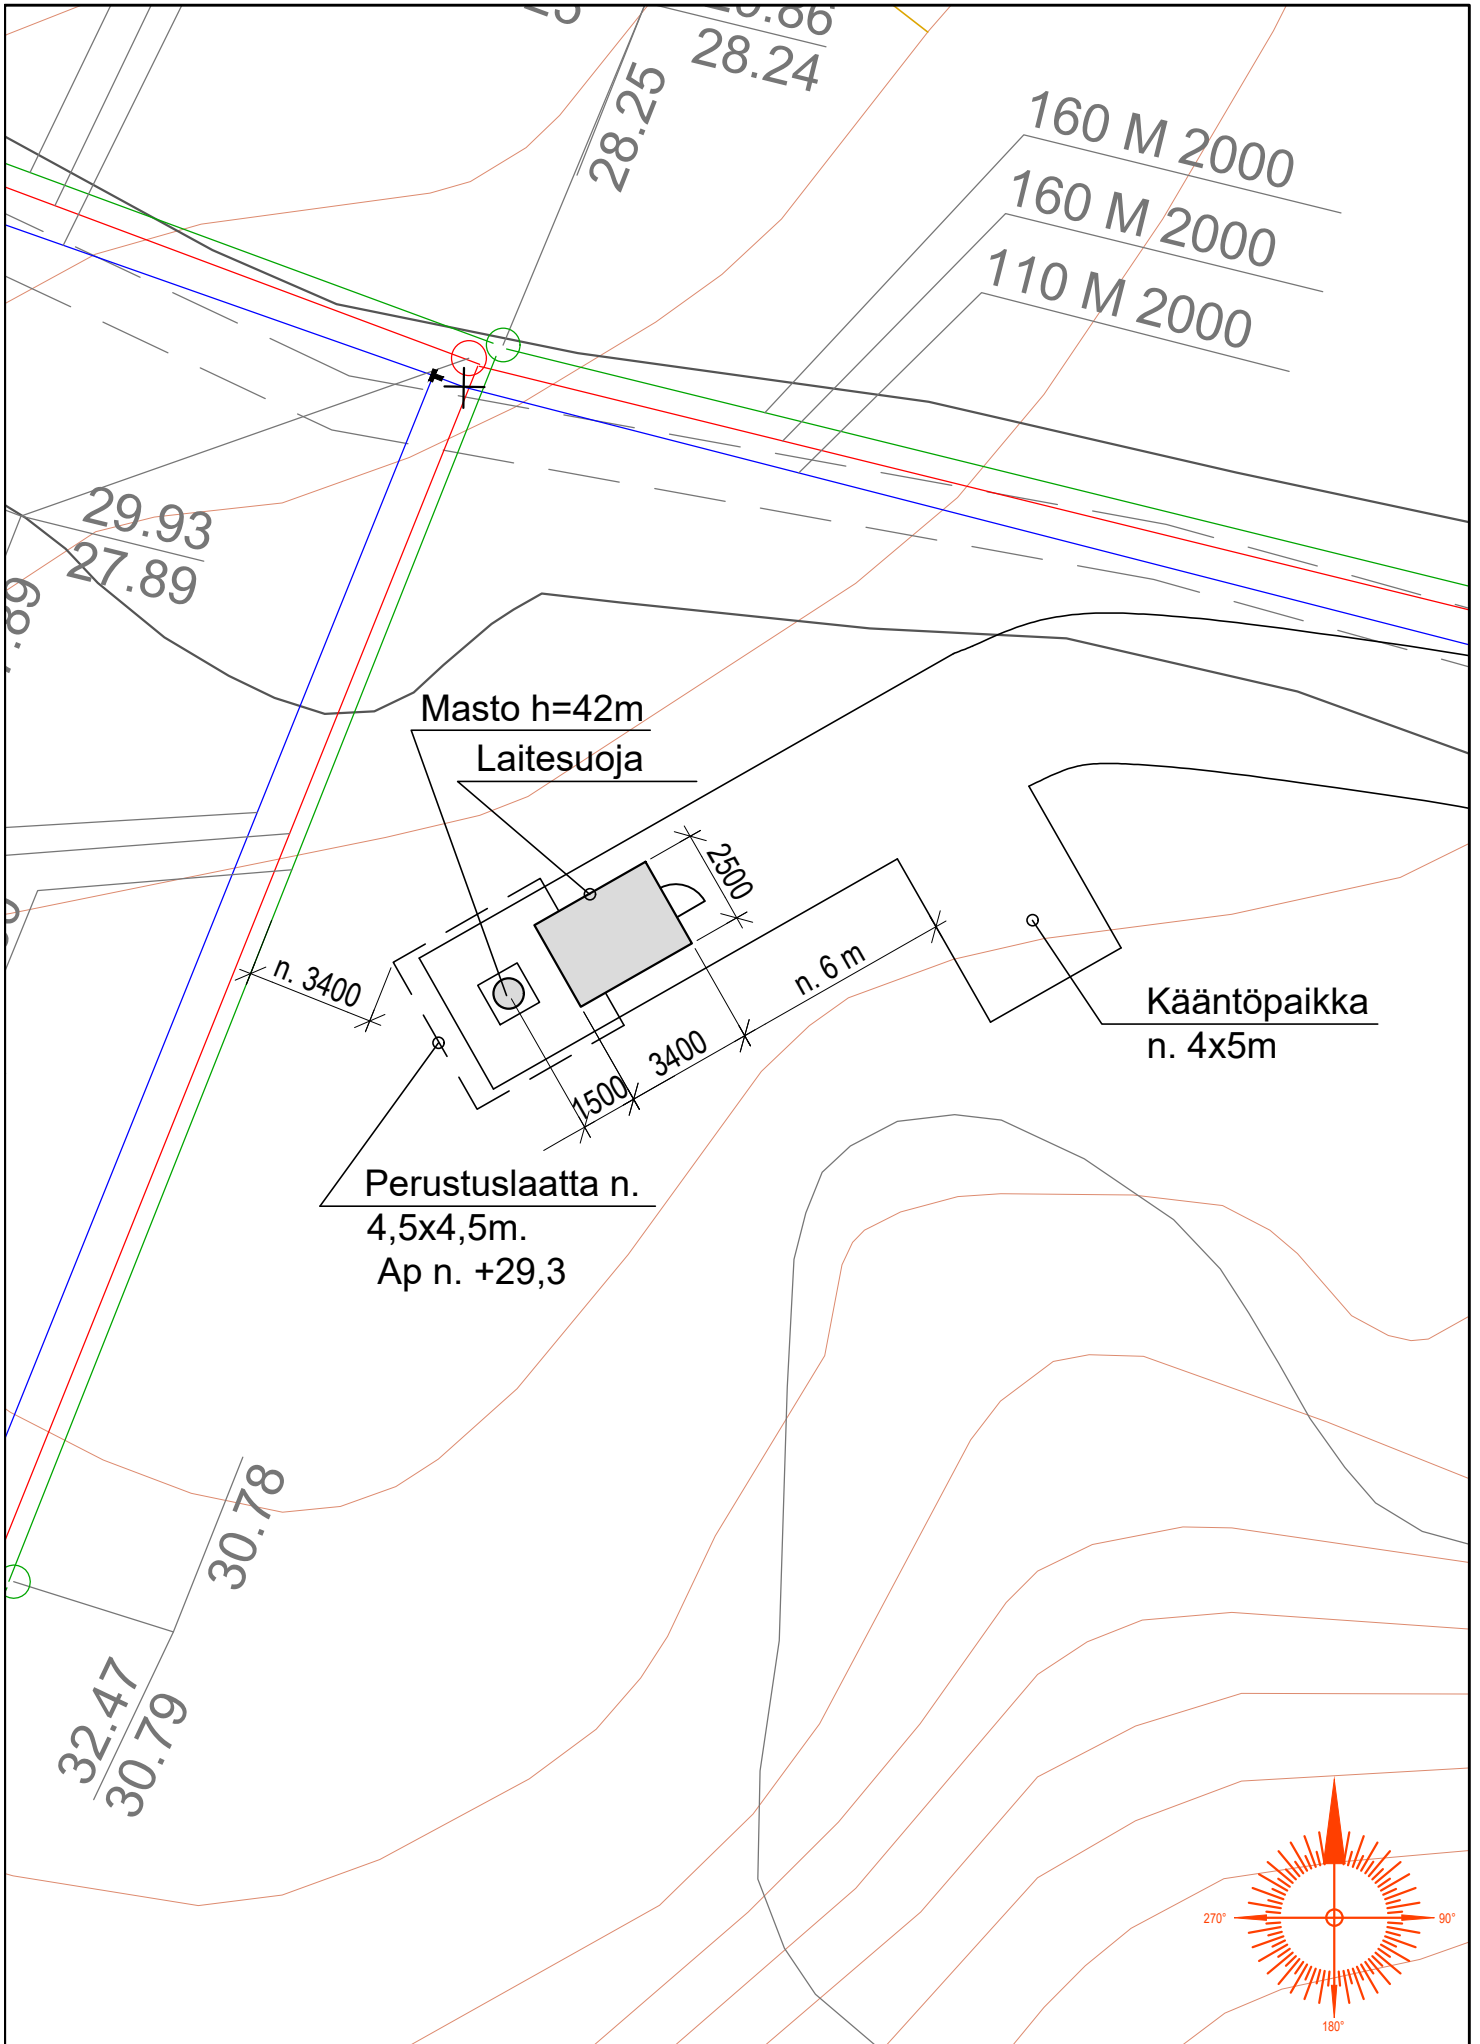 28.24
28.25
160 M 2000
160 M 2000
110 M 2000
29.93
27.89
Masto h=42m
Laitesuoja
2500
n. 3400
n. 6 m
3400
1500
Kääntöpaikka
n. 4x5m
Perustuslaatta n.
4,5x4,5m.
Ap n. +29,3
30.78
32.47
30.79
270°
90°
180°